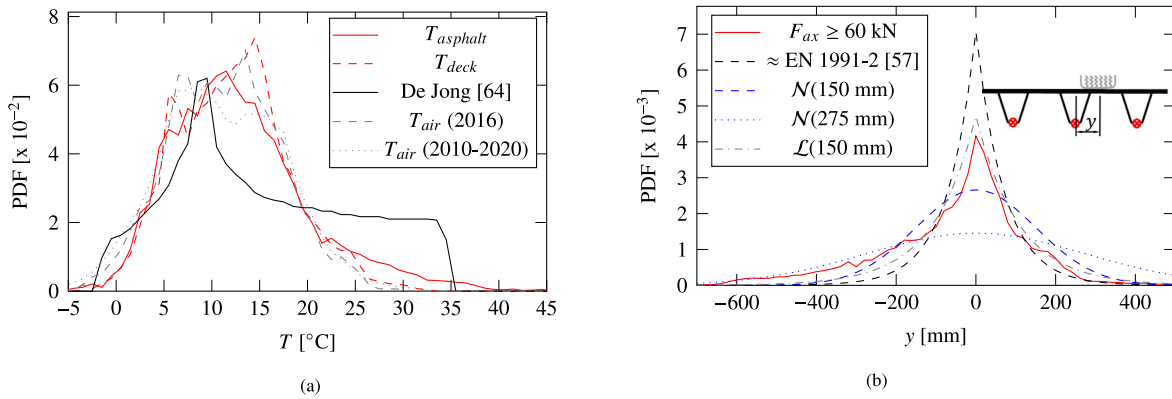 8
6
4
2
0
PDF [x 10⁻²]
T_asphalt
T_deck
De Jong [64]
T_air (2016)
T_air (2010-2020)
−5 0 5 10 15 20 25 30 35 40 45
T [°C]
(a)
7
6
5
4
3
2
1
0
PDF [x 10⁻³]
F_ax ≥ 60 kN
≈ EN 1991-2 [57]
𝒩(150 mm)
𝒩(275 mm)
ℒ(150 mm)
y
−600 −400 −200 0 200 400
y [mm]
(b)